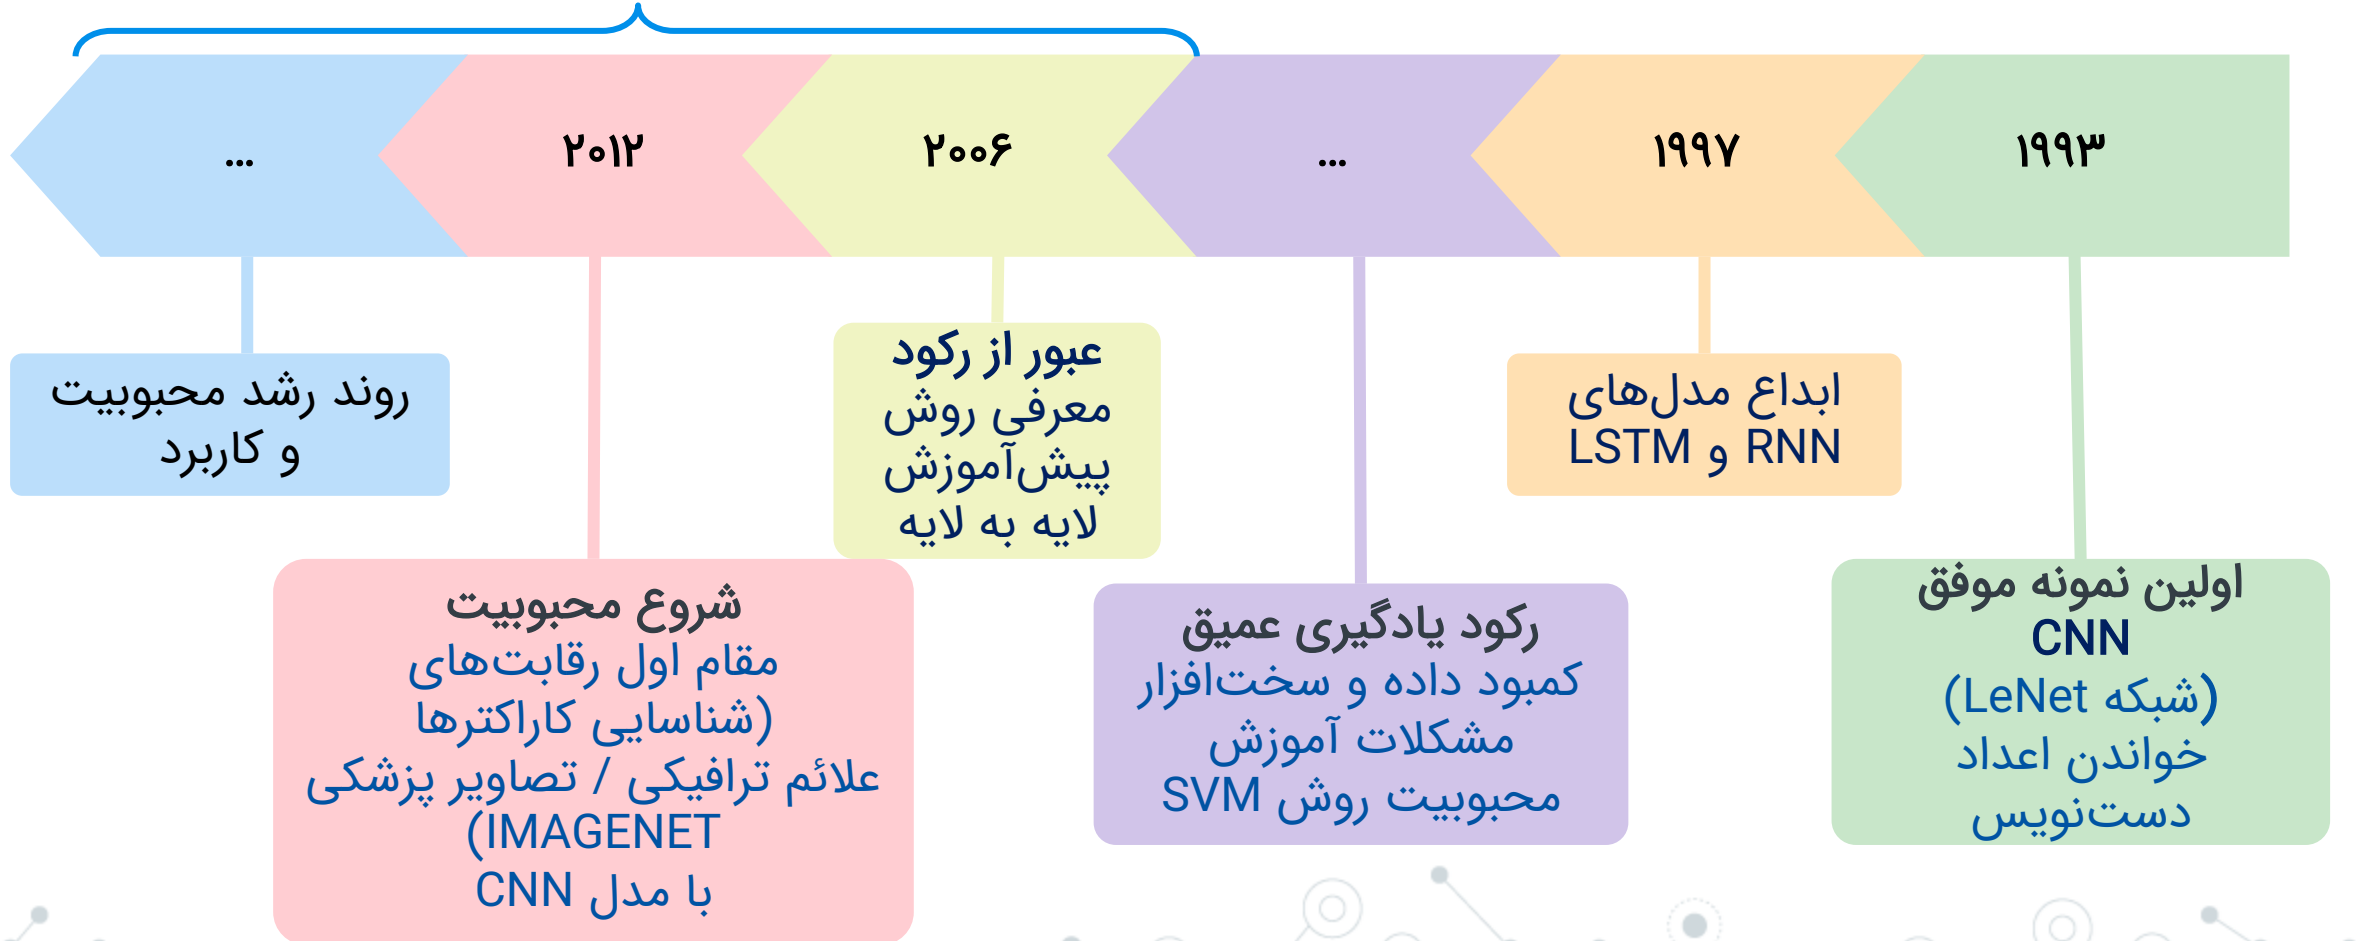 ۱۹۹۳
۱۹۹۷
...
۲۰۰۶
۲۰۱۲
...
اولین نمونه موفق
CNN
(شبکه LeNet)
خواندن اعداد
دست‌نویس
ابداع مدل‌های
RNN و LSTM
رکود یادگیری عمیق
کمبود داده و سخت‌افزار
مشکلات آموزش
محبوبیت روش SVM
عبور از رکود
معرفی روش
پیش‌آموزش
لایه به لایه
شروع محبوبیت
مقام اول رقابت‌های
(شناسایی کاراکترها
علائم ترافیکی / تصاویر پزشکی
IMAGENET)
با مدل CNN
روند رشد محبوبیت
و کاربرد